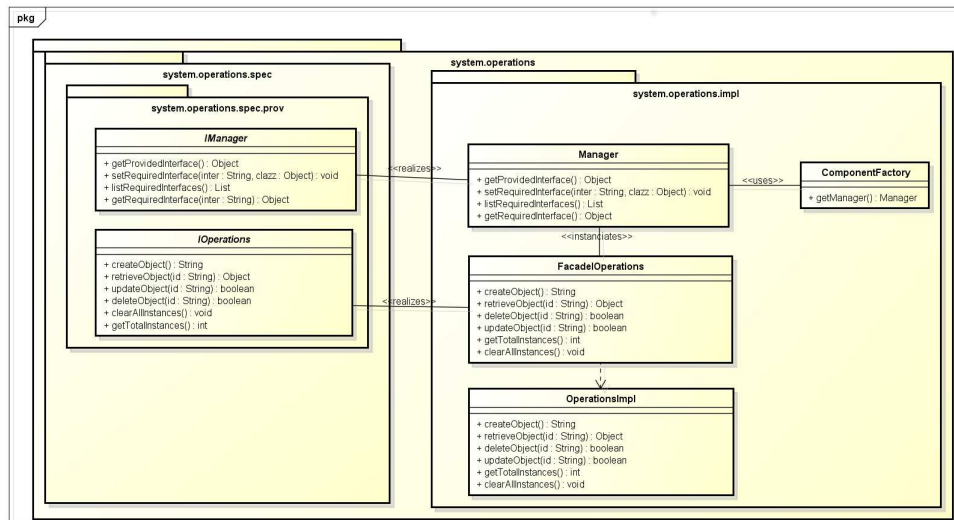 pkg
system.operations
system.operations.spec
system.operations.spec.prov
IManager
+ getProvidedInterface() : Object
+ setRequiredInterface(inter : String, clazz : Object) : void
+ listRequiredInterfaces() : List
+ getRequiredInterface(inter : String) : Object
IOperations
+ createObject() : String
+ retrieveObject(id : String) : Object
+ updateObject(id : String) : boolean
+ deleteObject(id : String) : boolean
+ clearAllInstances() : void
+ getTotalInstances() : int
<<realizes>>
<<realizes>>
system.operations.impl
Manager
+ getProvidedInterface() : Object
+ setRequiredInterface(inter : String, clazz : Object) : void
+ listRequiredInterfaces() : List
+ getRequiredInterface() : Object
<<uses>>
ComponentFactory
+ getManager() : Manager
<<instanciates>>
FacadeIOperations
+ createObject() : String
+ retrieveObject(id : String) : Object
+ deleteObject(id : String) : boolean
+ updateObject(id : String) : boolean
+ getTotalInstances() : int
+ clearAllInstances() : void
OperationsImpl
+ createObject() : String
+ retrieveObject(id : String) : Object
+ deleteObject(id : String) : boolean
+ updateObject(id : String) : boolean
+ getTotalInstances() : int
+ clearAllInstances() : void